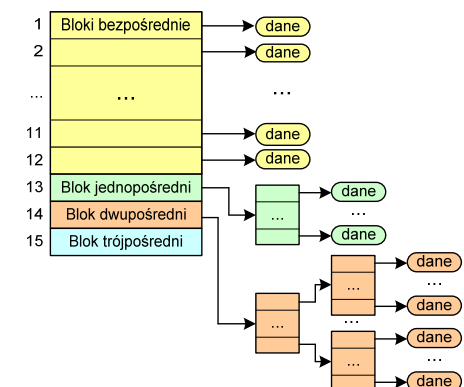 1 Bloki bezpośrednie dane
2 dane
... ... ...
11 dane
12 dane
13 Blok jednopośredni dane
... ...
14 Blok dwupośredni dane
15 Blok trójpośredni
dane
... ...
dane
... ...
dane
... ...
dane